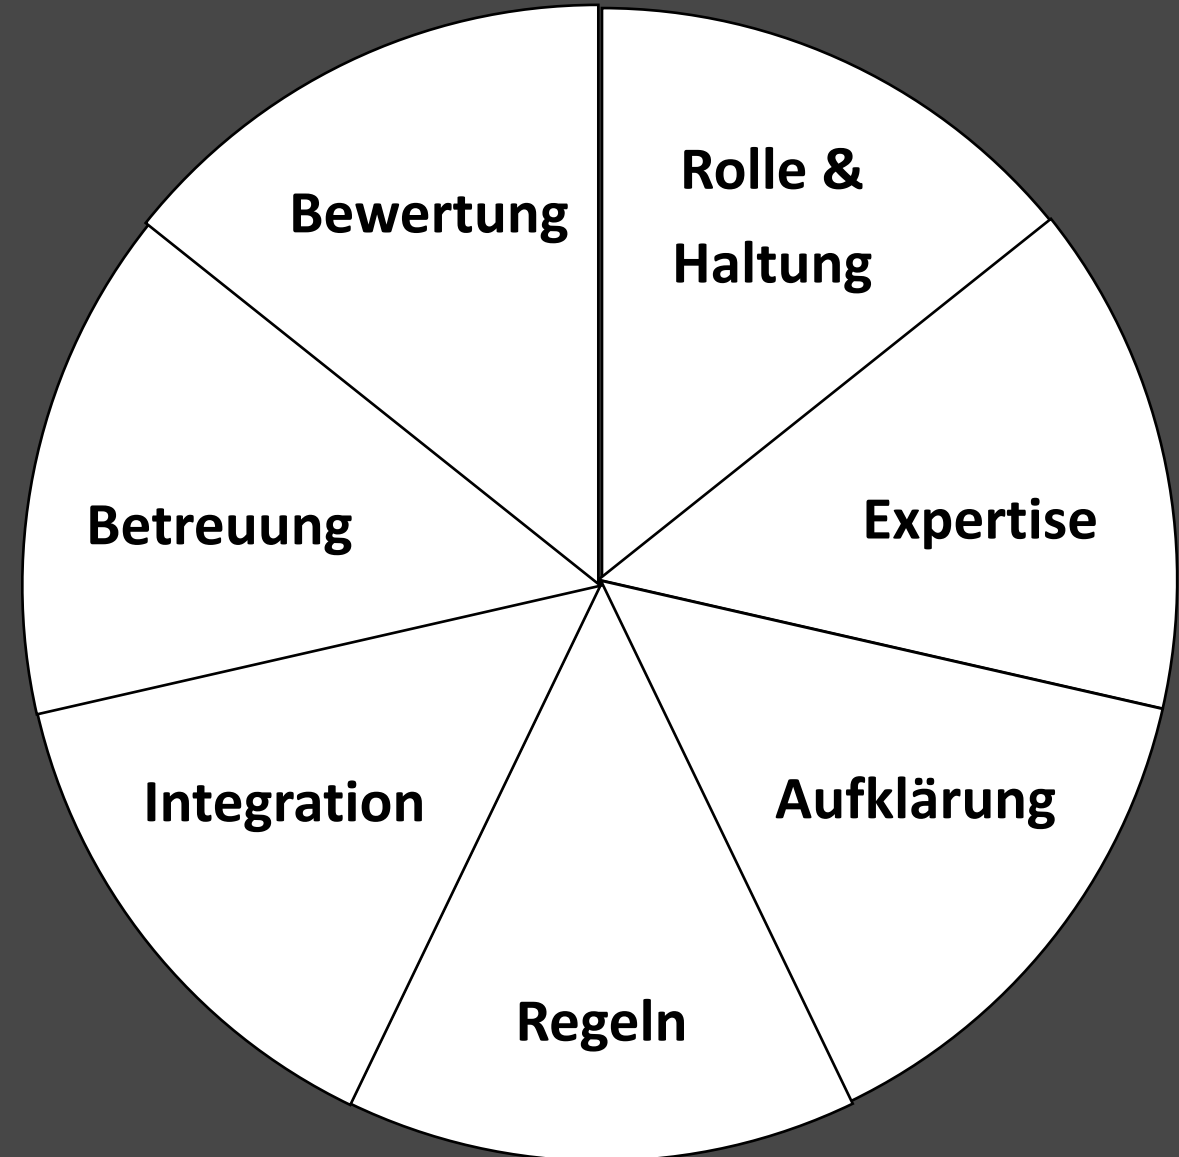 Rolle &
Haltung
Expertise
Aufklärung
Regeln
Integration
Betreuung
Bewertung